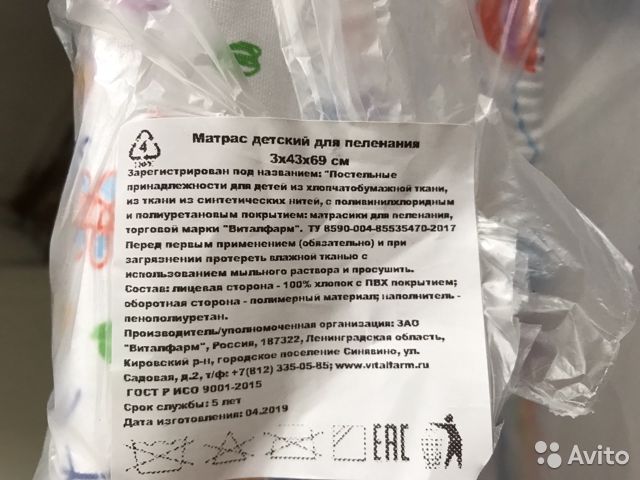 Матрас детский для пеленания
3х43х69 см
4
Зарегистрирован под названием: "Постельные
принадлежности для детей из хлопчатобумажной ткани,
из ткани из синтетических нитей, с поливинилхлоридным
и полиуретановым покрытием: матрасики для пеленания,
торговой марки "Виталфарм". ТУ 8590-004-85535470-2017
Перед первым применением (обязательно) и при
загрязнении протереть влажной тканью с
использованием мыльного раствора и просушить.
Состав: лицевая сторона - 100% хлопок с ПВХ покрытием;
оборотная сторона - полимерный материал; наполнитель -
пенополиуретан.
Производитель/уполномоченная организация: ЗАО
"Виталфарм", Россия, 187322, Ленинградская область,
Кировский р-н, городское поселение Синявино, ул.
Садовая, д.2, т/ф: +7(812) 335-05-85; www.vitalfarm.ru
ГОСТ Р ИСО 9001-2015
Срок службы: 5 лет
Дата изготовления: 04.2019
EAC
Avito